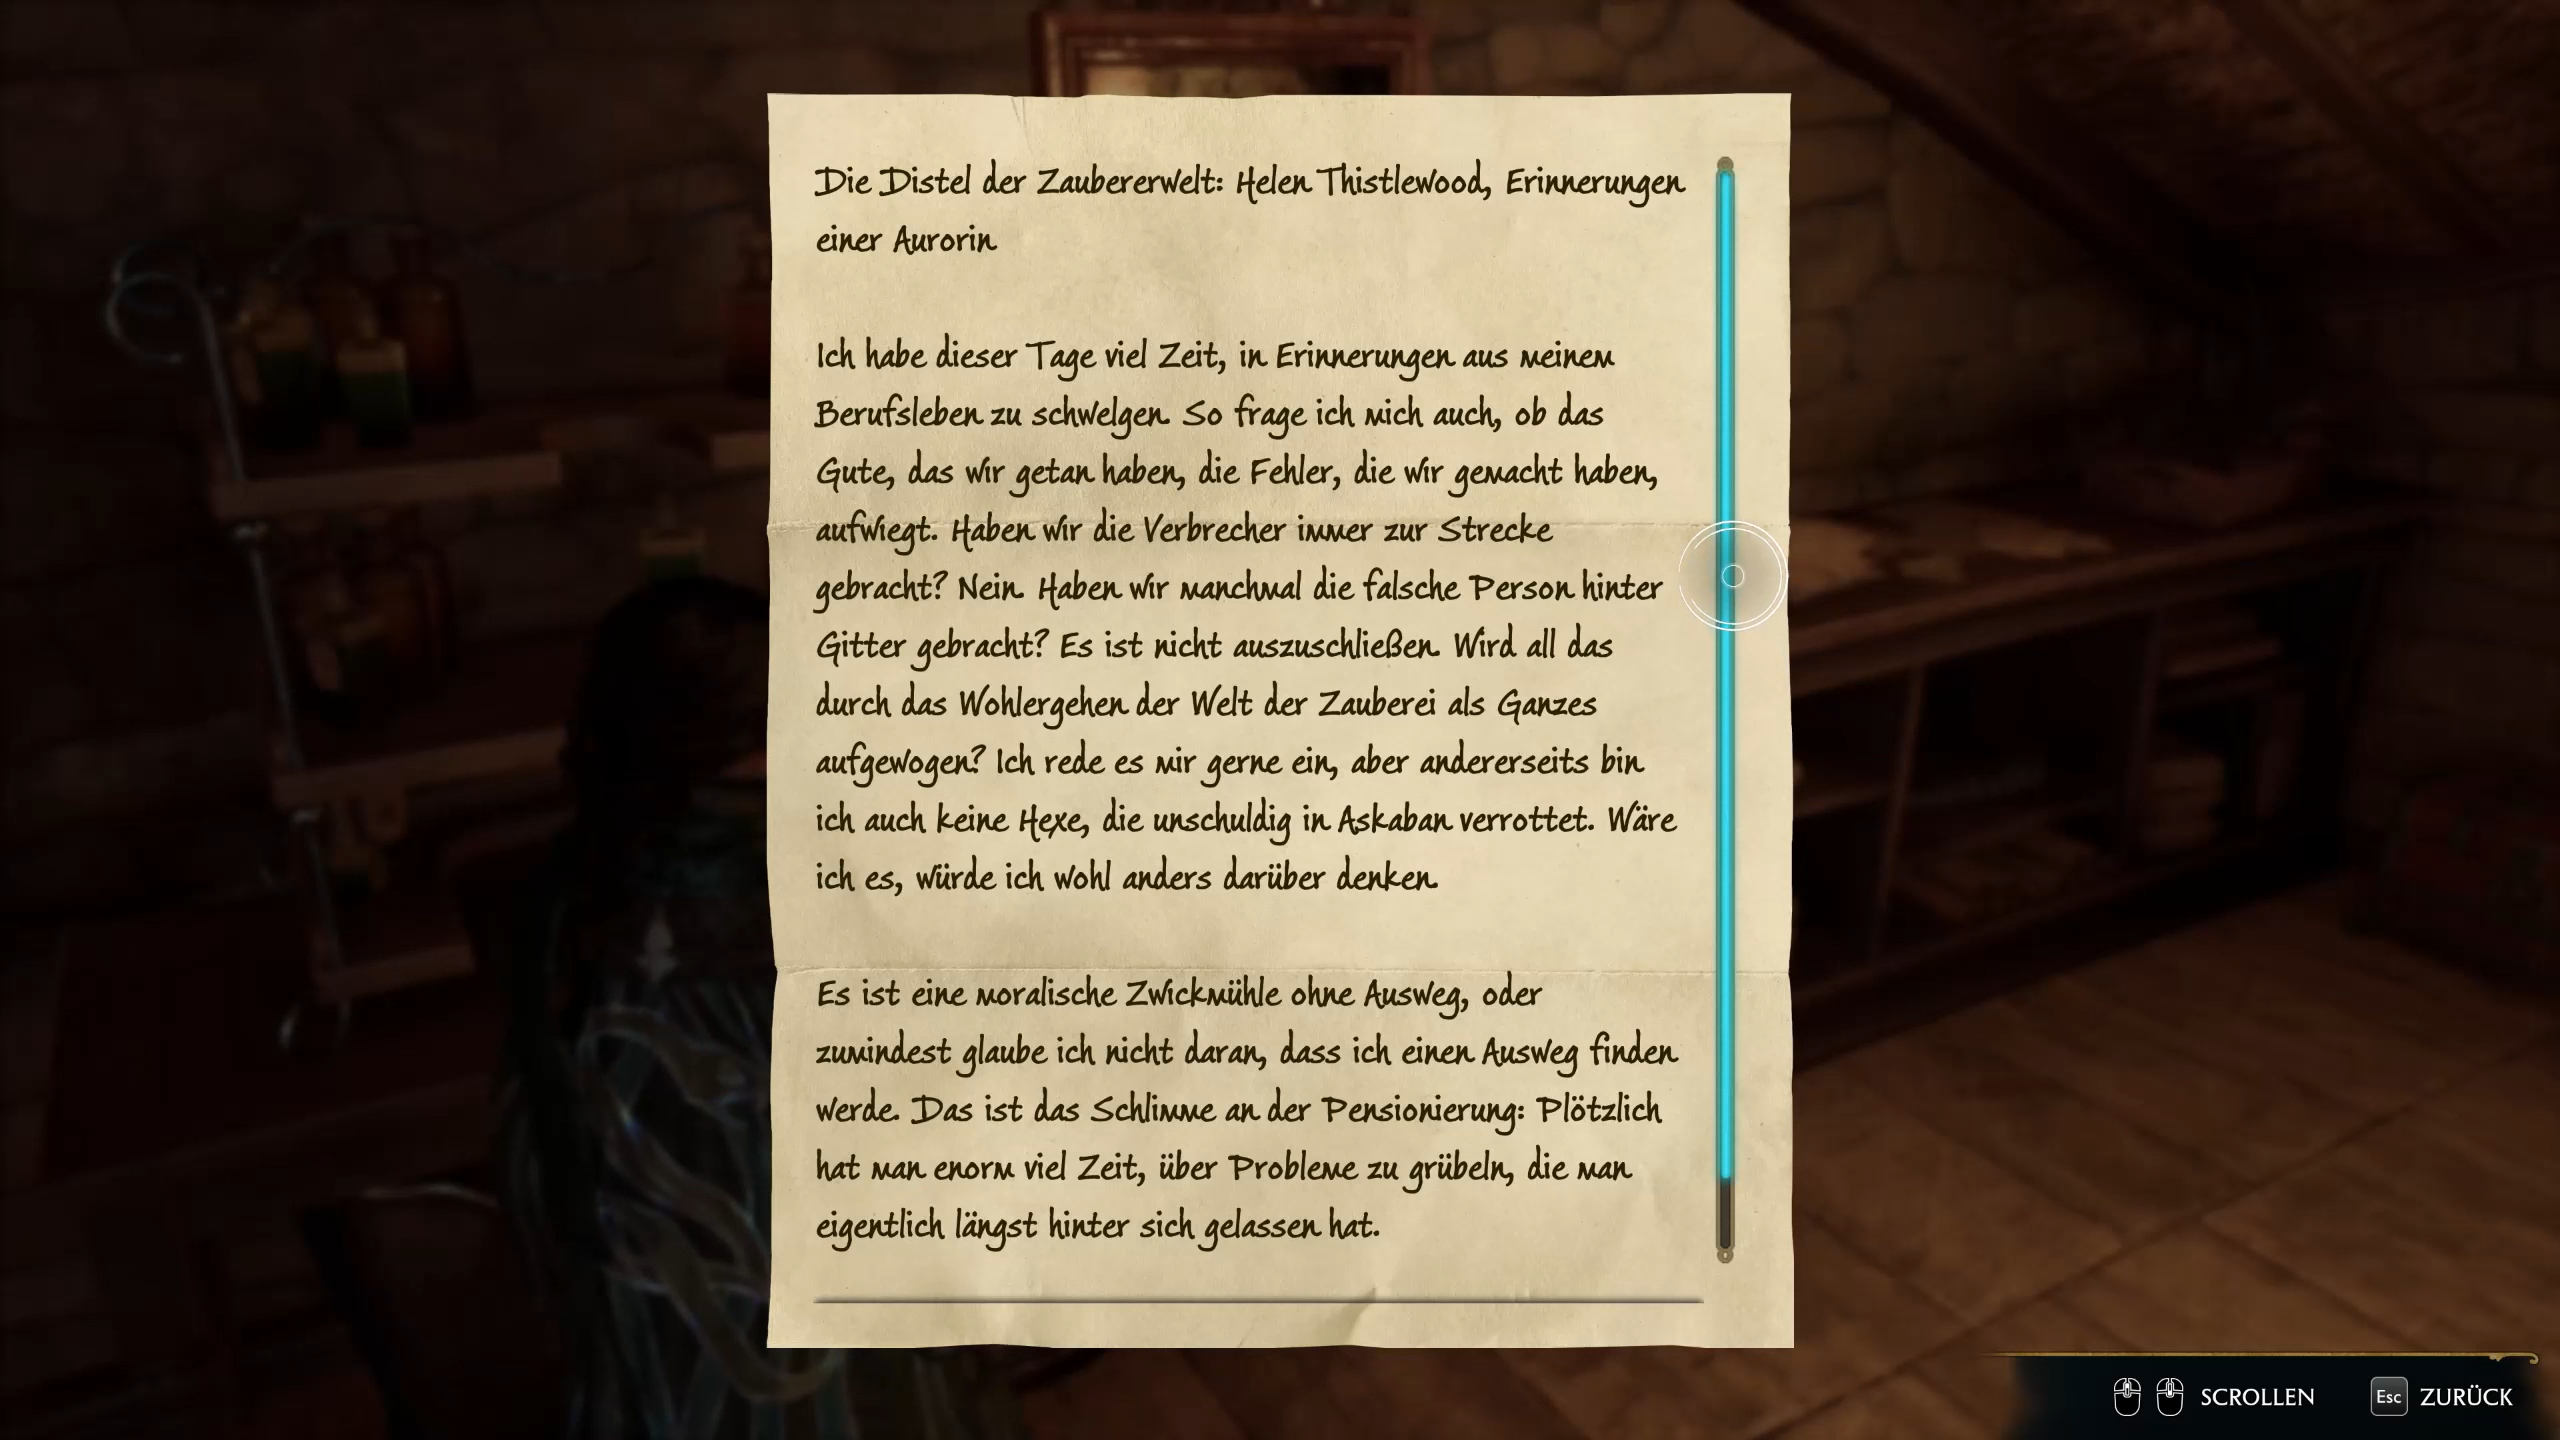 Die Distel der Zaubererwelt: Helen Thistlewood, Erinnerungen
einer Aurorin
Ich habe dieser Tage viel Zeit, in Erinnerungen aus meinem
Berufsleben zu schwelgen. So frage ich mich auch, ob das
Gute, das wir getan haben, die Fehler, die wir gemacht haben,
aufwiegt. Haben wir die Verbrecher immer zur Strecke
gebracht? Nein. Haben wir manchmal die falsche Person hinter
Gitter gebracht? Es ist nicht auszuschließen. Wird all das
durch das Wohlergehen der Welt der Zauberei als Ganzes
aufgewogen? Ich rede es mir gerne ein, aber andererseits bin
ich auch keine Hexe, die unschuldig in Askaban verrottet. Wäre
ich es, würde ich wohl anders darüber denken.
Es ist eine moralische Zwickmühle ohne Ausweg, oder
zumindest glaube ich nicht daran, dass ich einen Ausweg finden
werde. Das ist das Schlimme an der Pensionierung: Plötzlich
hat man enorm viel Zeit, über Probleme zu grübeln, die man
eigentlich längst hinter sich gelassen hat.
SCROLLEN
Esc ZURÜCK